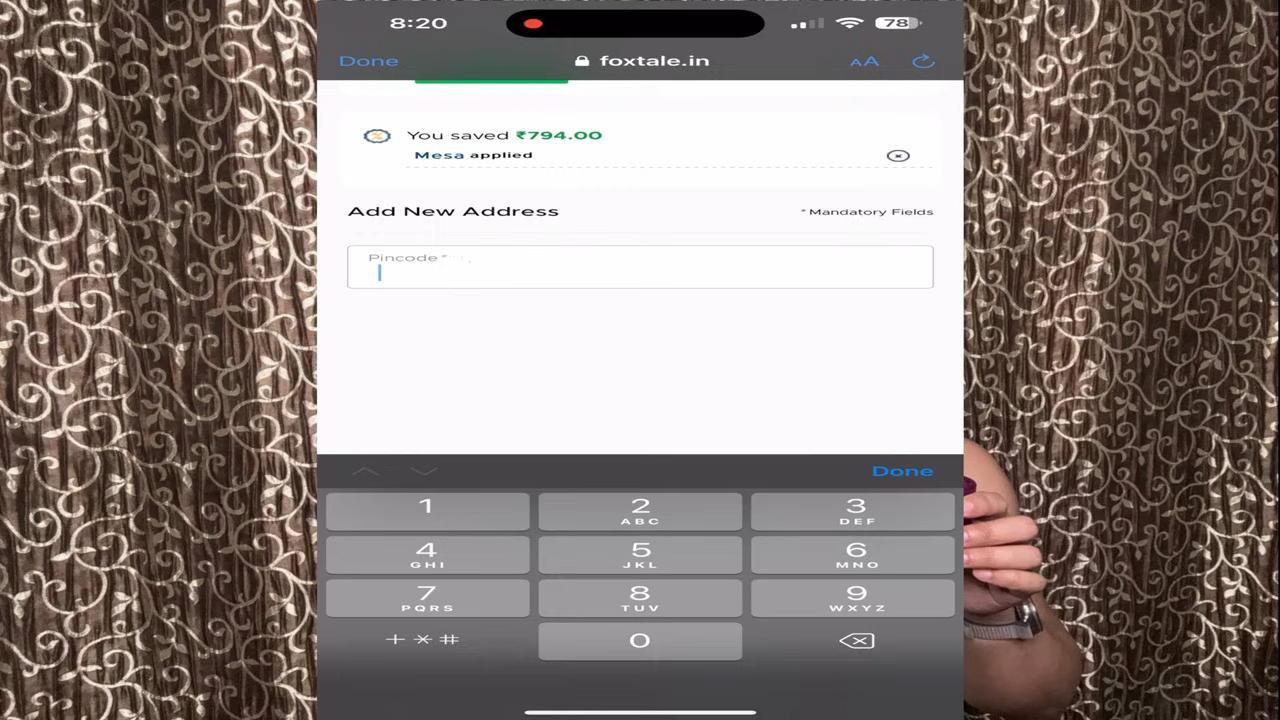 8:20
78
Done
foxtale.in
AA
You saved ₹794.00
Mesa applied
Add New Address
* Mandatory Fields
Pincode *
Done
1
2
ABC
3
DEF
4
GHI
5
JKL
6
MNO
7
PQRS
8
TUV
9
WXYZ
+*#
0